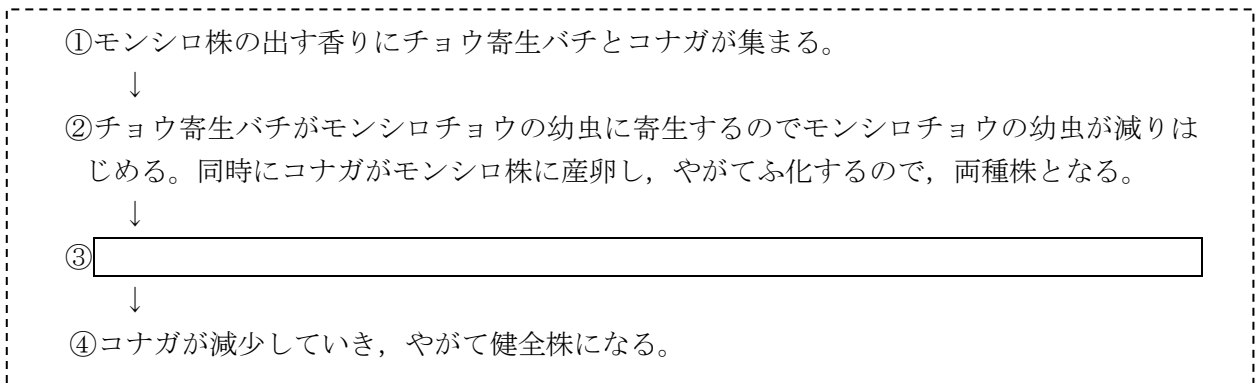 ①モンシロ株の出す香りにチョウ寄生バチとコナガが集まる。
↓
②チョウ寄生バチがモンシロチョウの幼虫に寄生するのでモンシロチョウの幼虫が減りは
じめる。同時にコナガがモンシロ株に産卵し，やがてふ化するので，両種株となる。
↓
③
↓
④コナガが減少していき，やがて健全株になる。